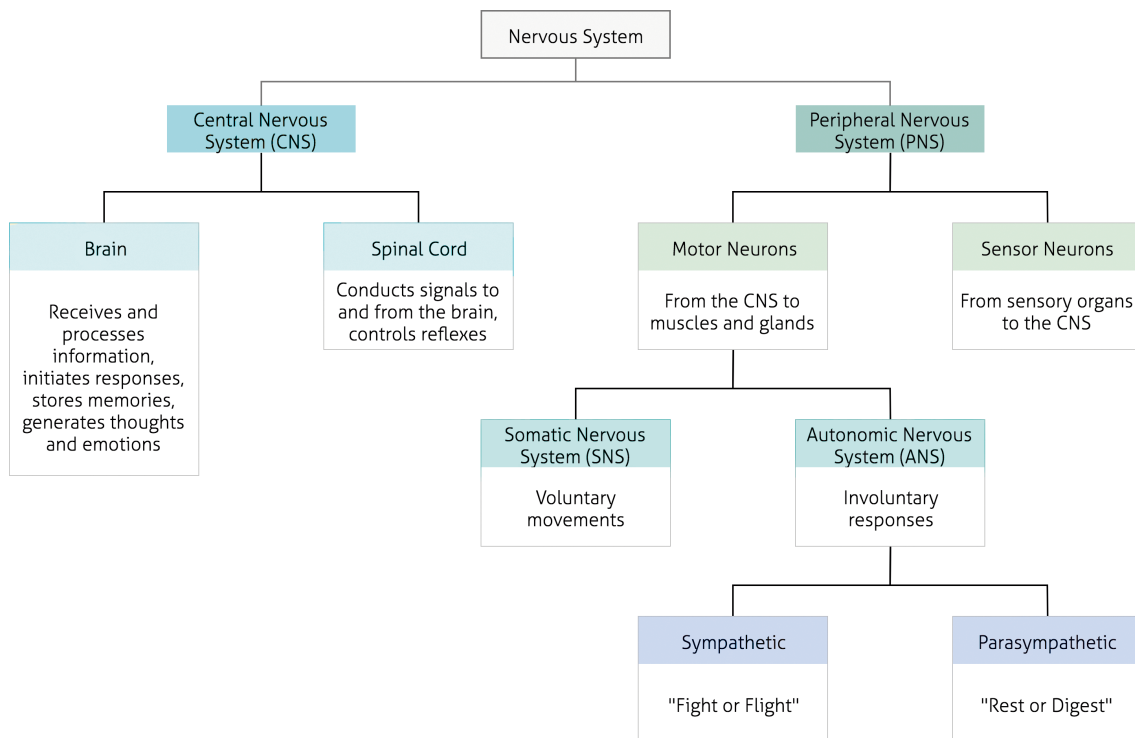 Nervous System
Central Nervous
System (CNS)
Peripheral Nervous
System (PNS)
Brain
Receives and
processes
information,
initiates responses,
stores memories,
generates thoughts
and emotions
Spinal Cord
Conducts signals to
and from the brain,
controls reflexes
Motor Neurons
From the CNS to
muscles and glands
Sensor Neurons
From sensory organs
to the CNS
Somatic Nervous
System (SNS)
Voluntary
movements
Autonomic Nervous
System (ANS)
Involuntary
responses
Sympathetic
"Fight or Flight"
Parasympathetic
"Rest or Digest"